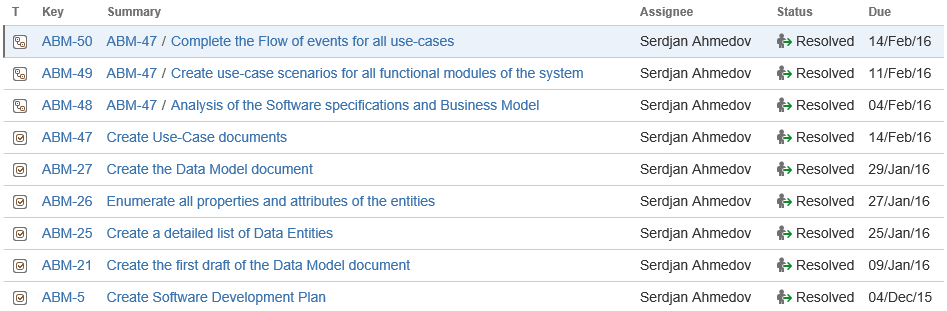 T Key Summary Assignee Status Due
ABM-50 ABM-47 / Complete the Flow of events for all use-cases Serdjan Ahmedov Resolved 14/Feb/16
ABM-49 ABM-47 / Create use-case scenarios for all functional modules of the system Serdjan Ahmedov Resolved 11/Feb/16
ABM-48 ABM-47 / Analysis of the Software specifications and Business Model Serdjan Ahmedov Resolved 04/Feb/16
ABM-47 Create Use-Case documents Serdjan Ahmedov Resolved 14/Feb/16
ABM-27 Create the Data Model document Serdjan Ahmedov Resolved 29/Jan/16
ABM-26 Enumerate all properties and attributes of the entities Serdjan Ahmedov Resolved 27/Jan/16
ABM-25 Create a detailed list of Data Entities Serdjan Ahmedov Resolved 25/Jan/16
ABM-21 Create the first draft of the Data Model document Serdjan Ahmedov Resolved 09/Jan/16
ABM-5 Create Software Development Plan Serdjan Ahmedov Resolved 04/Dec/15